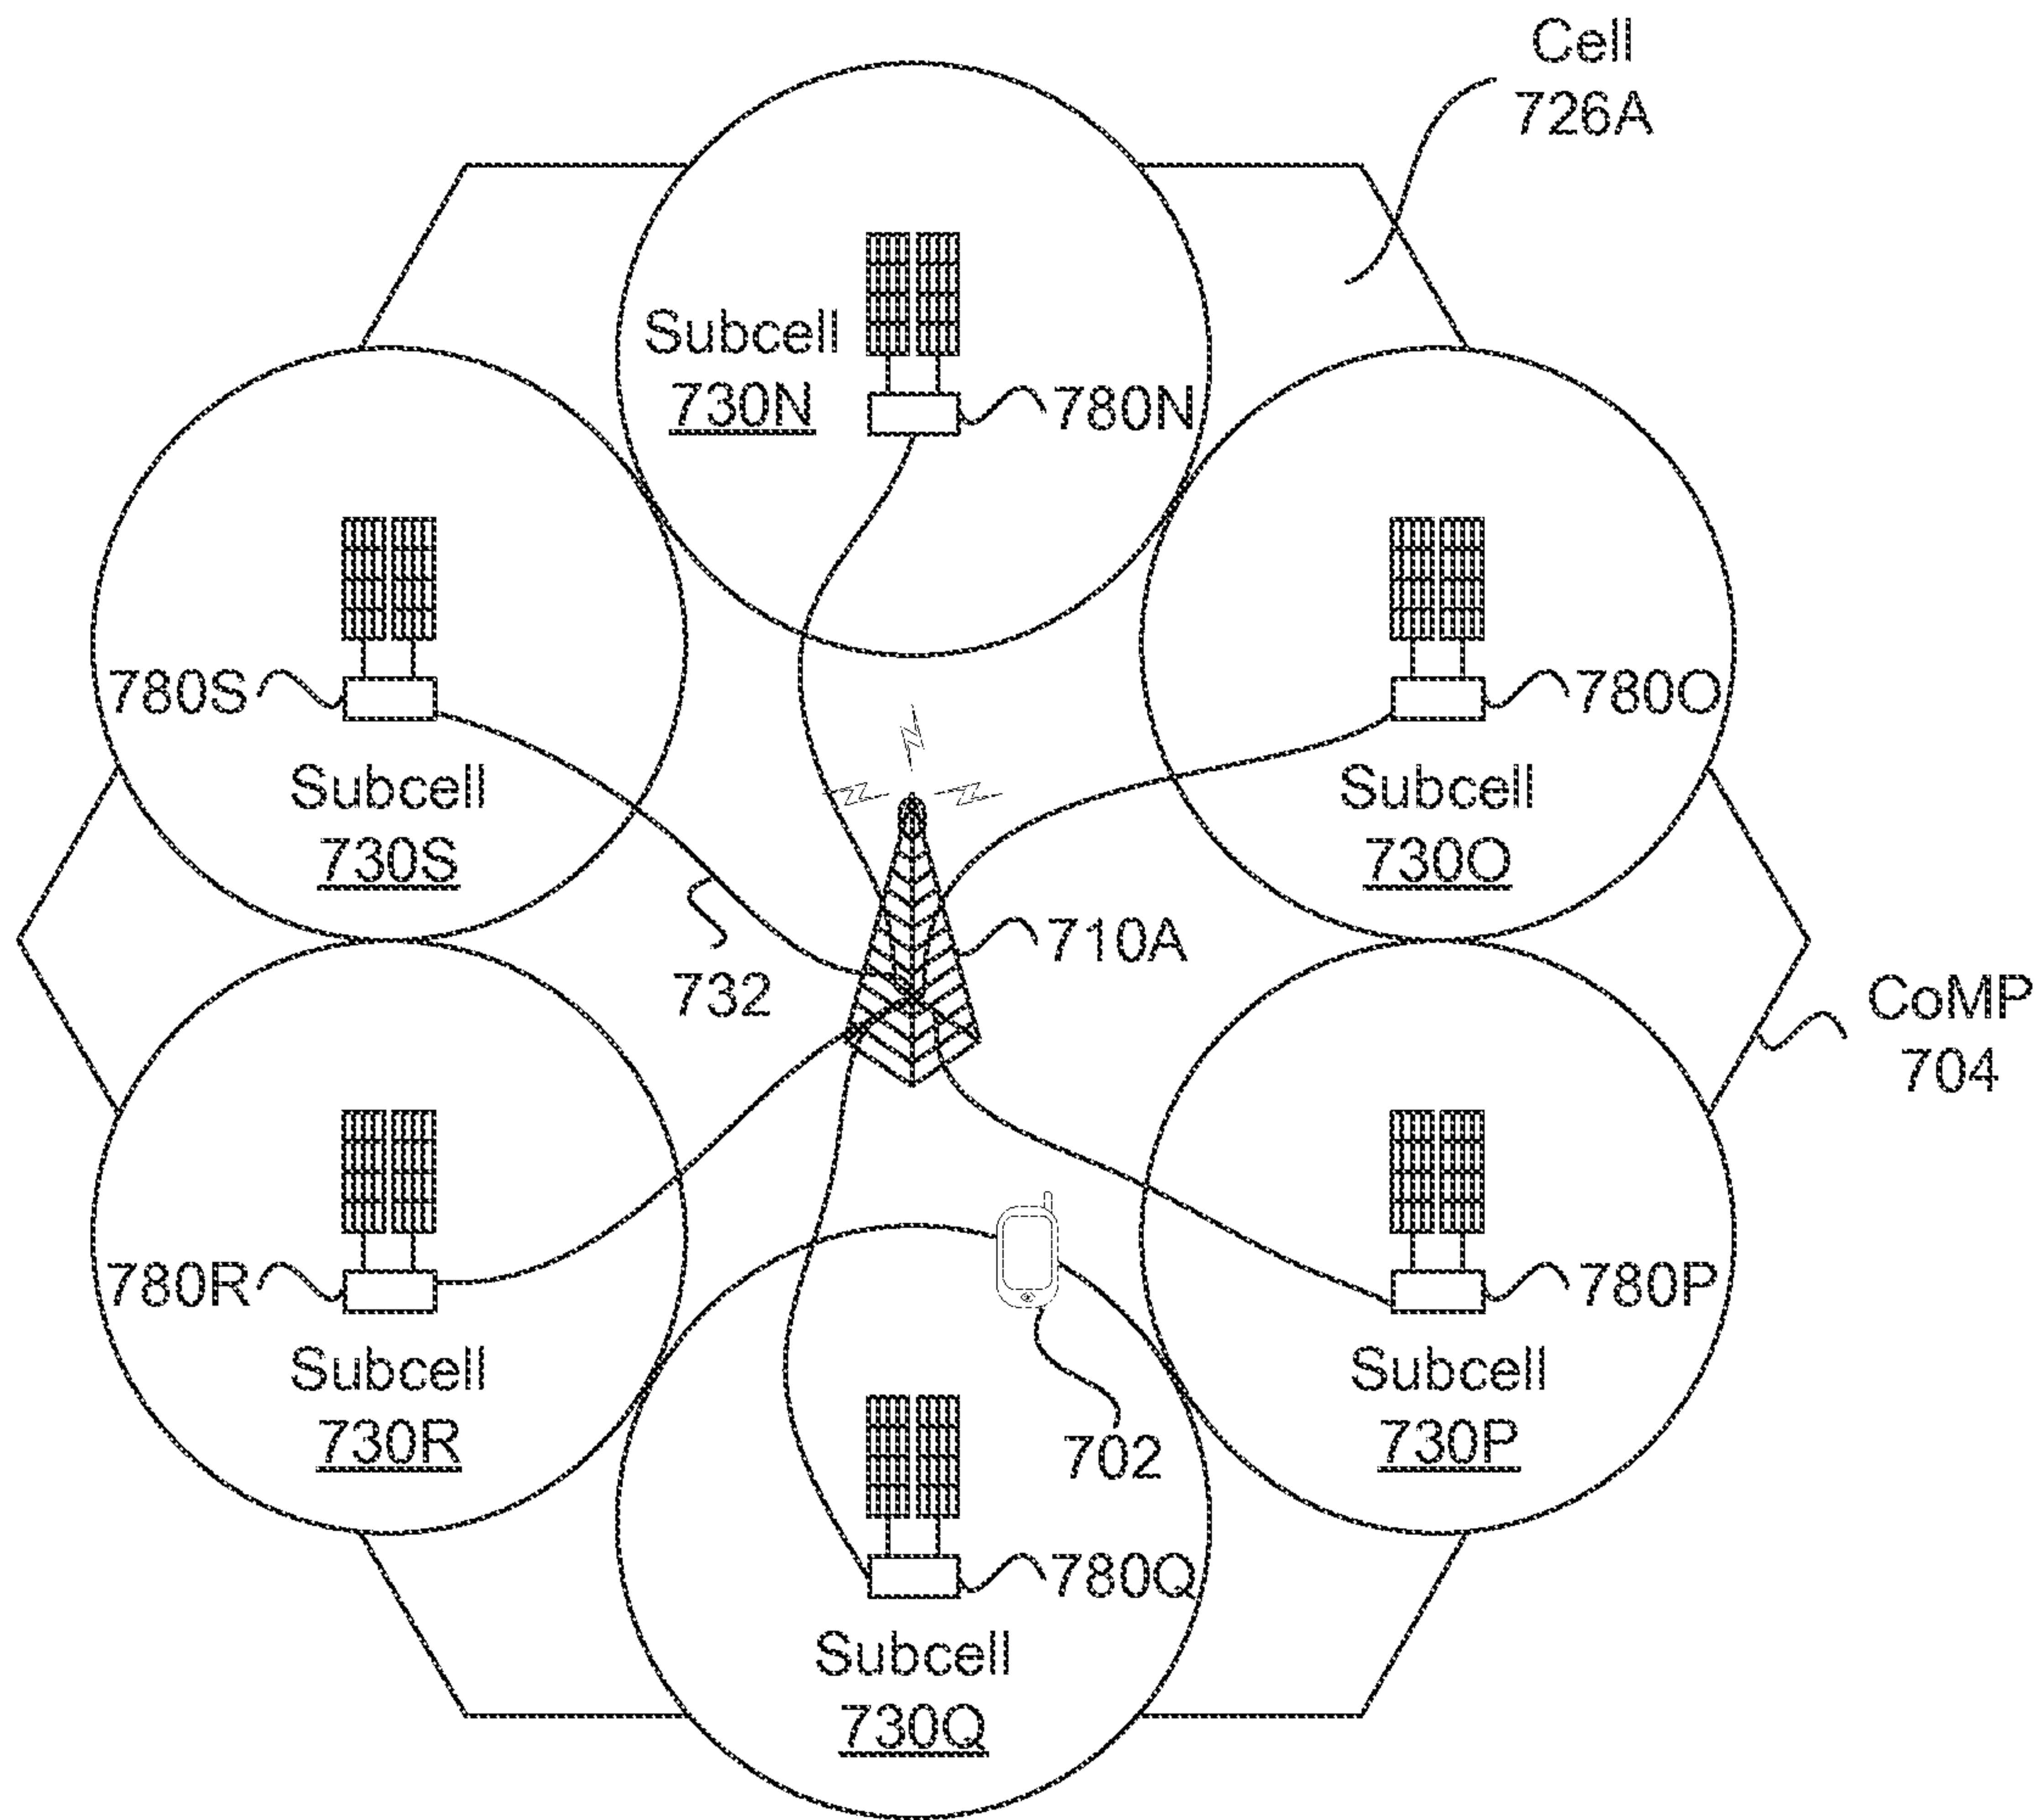 Cell
726A
Subcell
730N
780N
780S
780O
Subcell
730S
Subcell
730O
710A
732
CoMP
704
780R
780P
Subcell
730R
Subcell
730P
702
780Q
Subcell
730Q